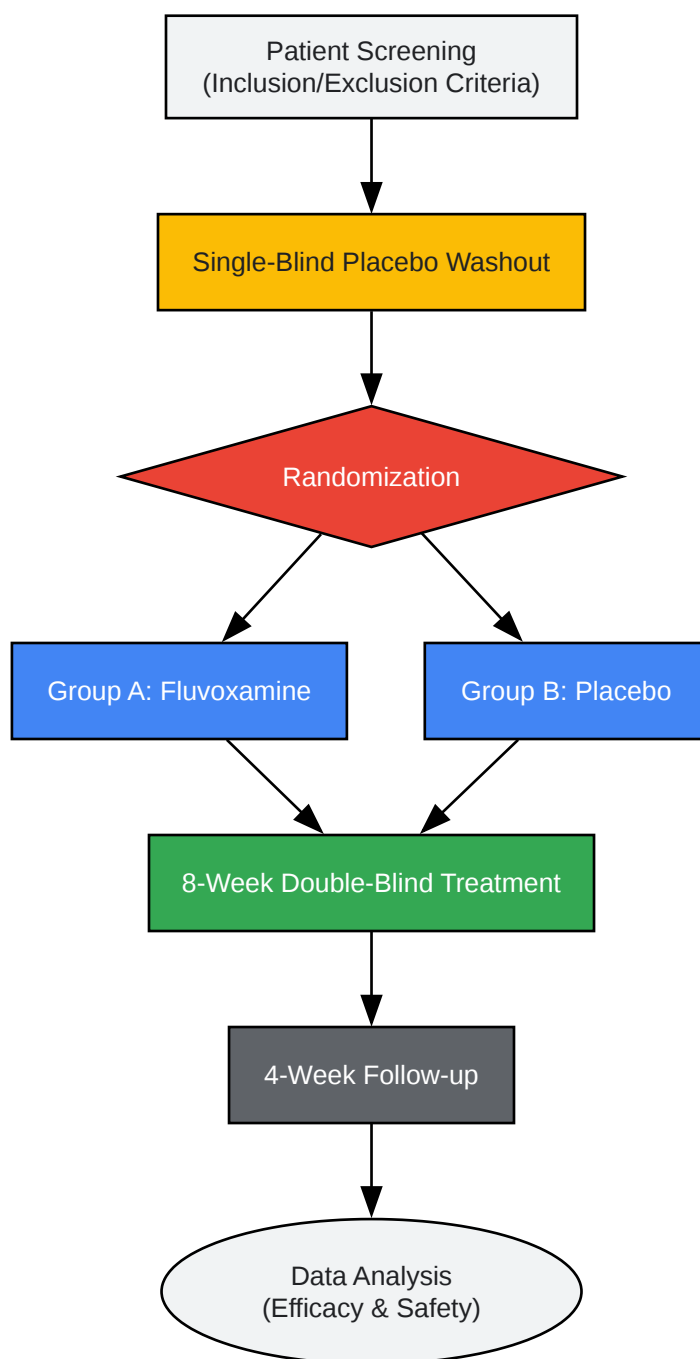 Patient Screening
(Inclusion/Exclusion Criteria)
Single-Blind Placebo Washout
Randomization
Group A: Fluvoxamine
Group B: Placebo
8-Week Double-Blind Treatment
4-Week Follow-up
Data Analysis
(Efficacy & Safety)